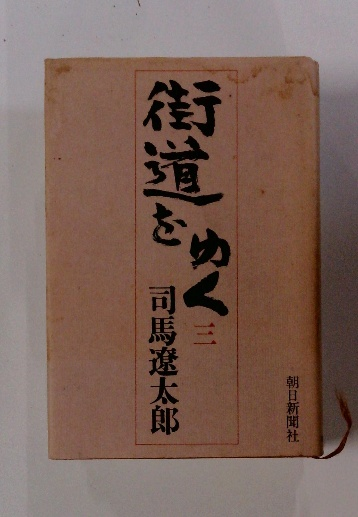 街道をゆく
三
司馬遼太郎
朝日新聞社